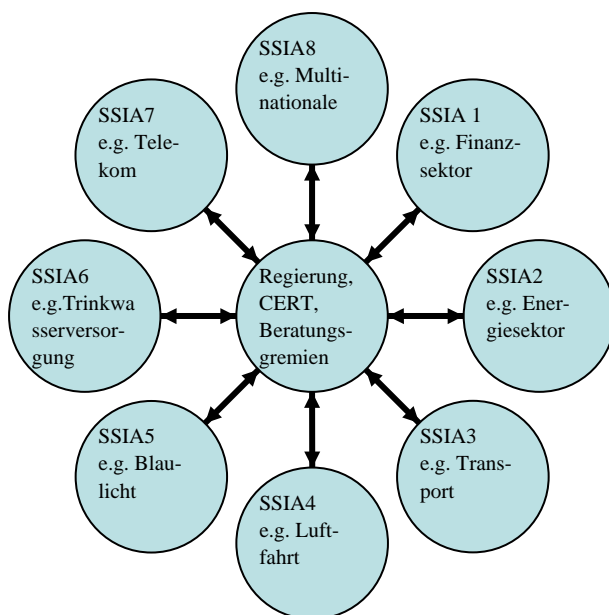 SSIA8
e.g. Multi-
nationale
SSIA 1
e.g. Finanz-
sektor
SSIA2
e.g. Ener-
giesektor
SSIA3
e.g. Trans-
port
SSIA4
e.g. Luft-
fahrt
SSIA5
e.g. Blau-
licht
SSIA6
e.g.Trinkwa
sserversor-
gung
SSIA7
e.g. Tele-
kom
Regierung,
CERT,
Beratungs-
gremien